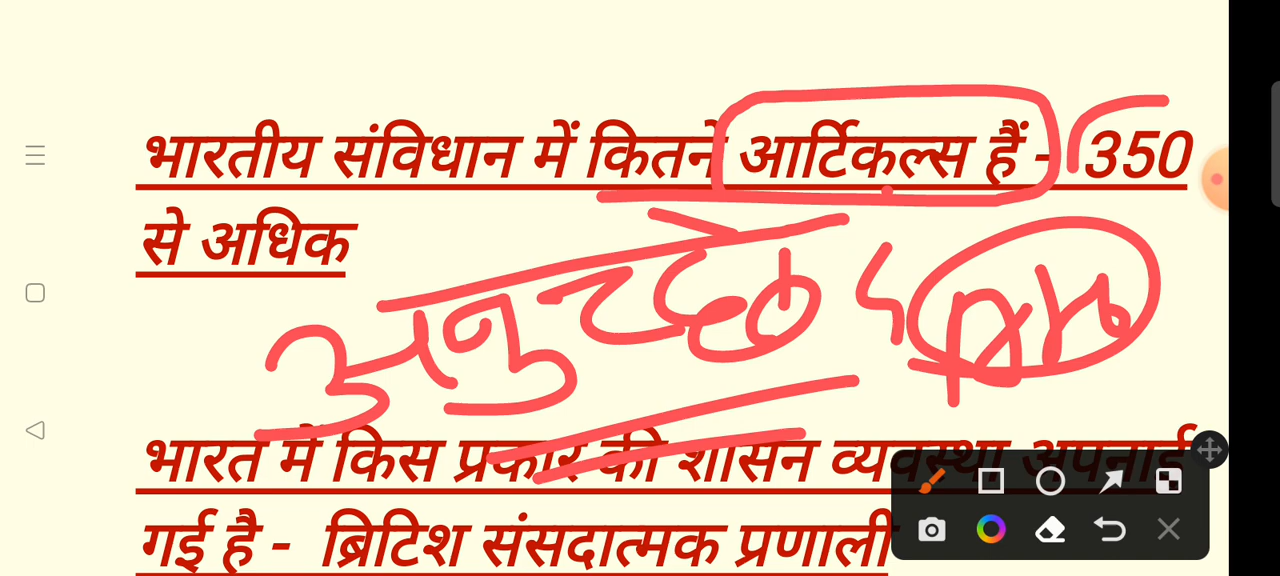 भारतीय संविधान में कितने आर्टिकल्स हैं - 350
से अधिक
अनुच्छेद
भारत में किस प्रकार की शासन व्यवस्था अपनाई
गई है - ब्रिटिश संसदात्मक प्रणाली